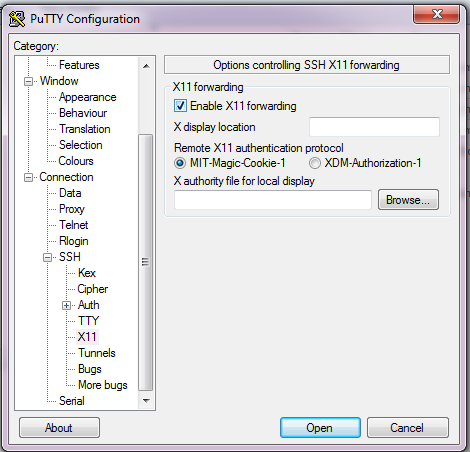 PuTTY Configuration
Category:
Features
Window
Appearance
Behaviour
Translation
Selection
Colours
Connection
Data
Proxy
Telnet
Rlogin
SSH
Kex
Cipher
Auth
TTY
X11
Tunnels
Bugs
More bugs
Serial
Options controlling SSH X11 forwarding
X11 forwarding
Enable X11 forwarding
X display location
Remote X11 authentication protocol
MIT-Magic-Cookie-1 XDM-Authorization-1
X authority file for local display
Browse...
About Open Cancel